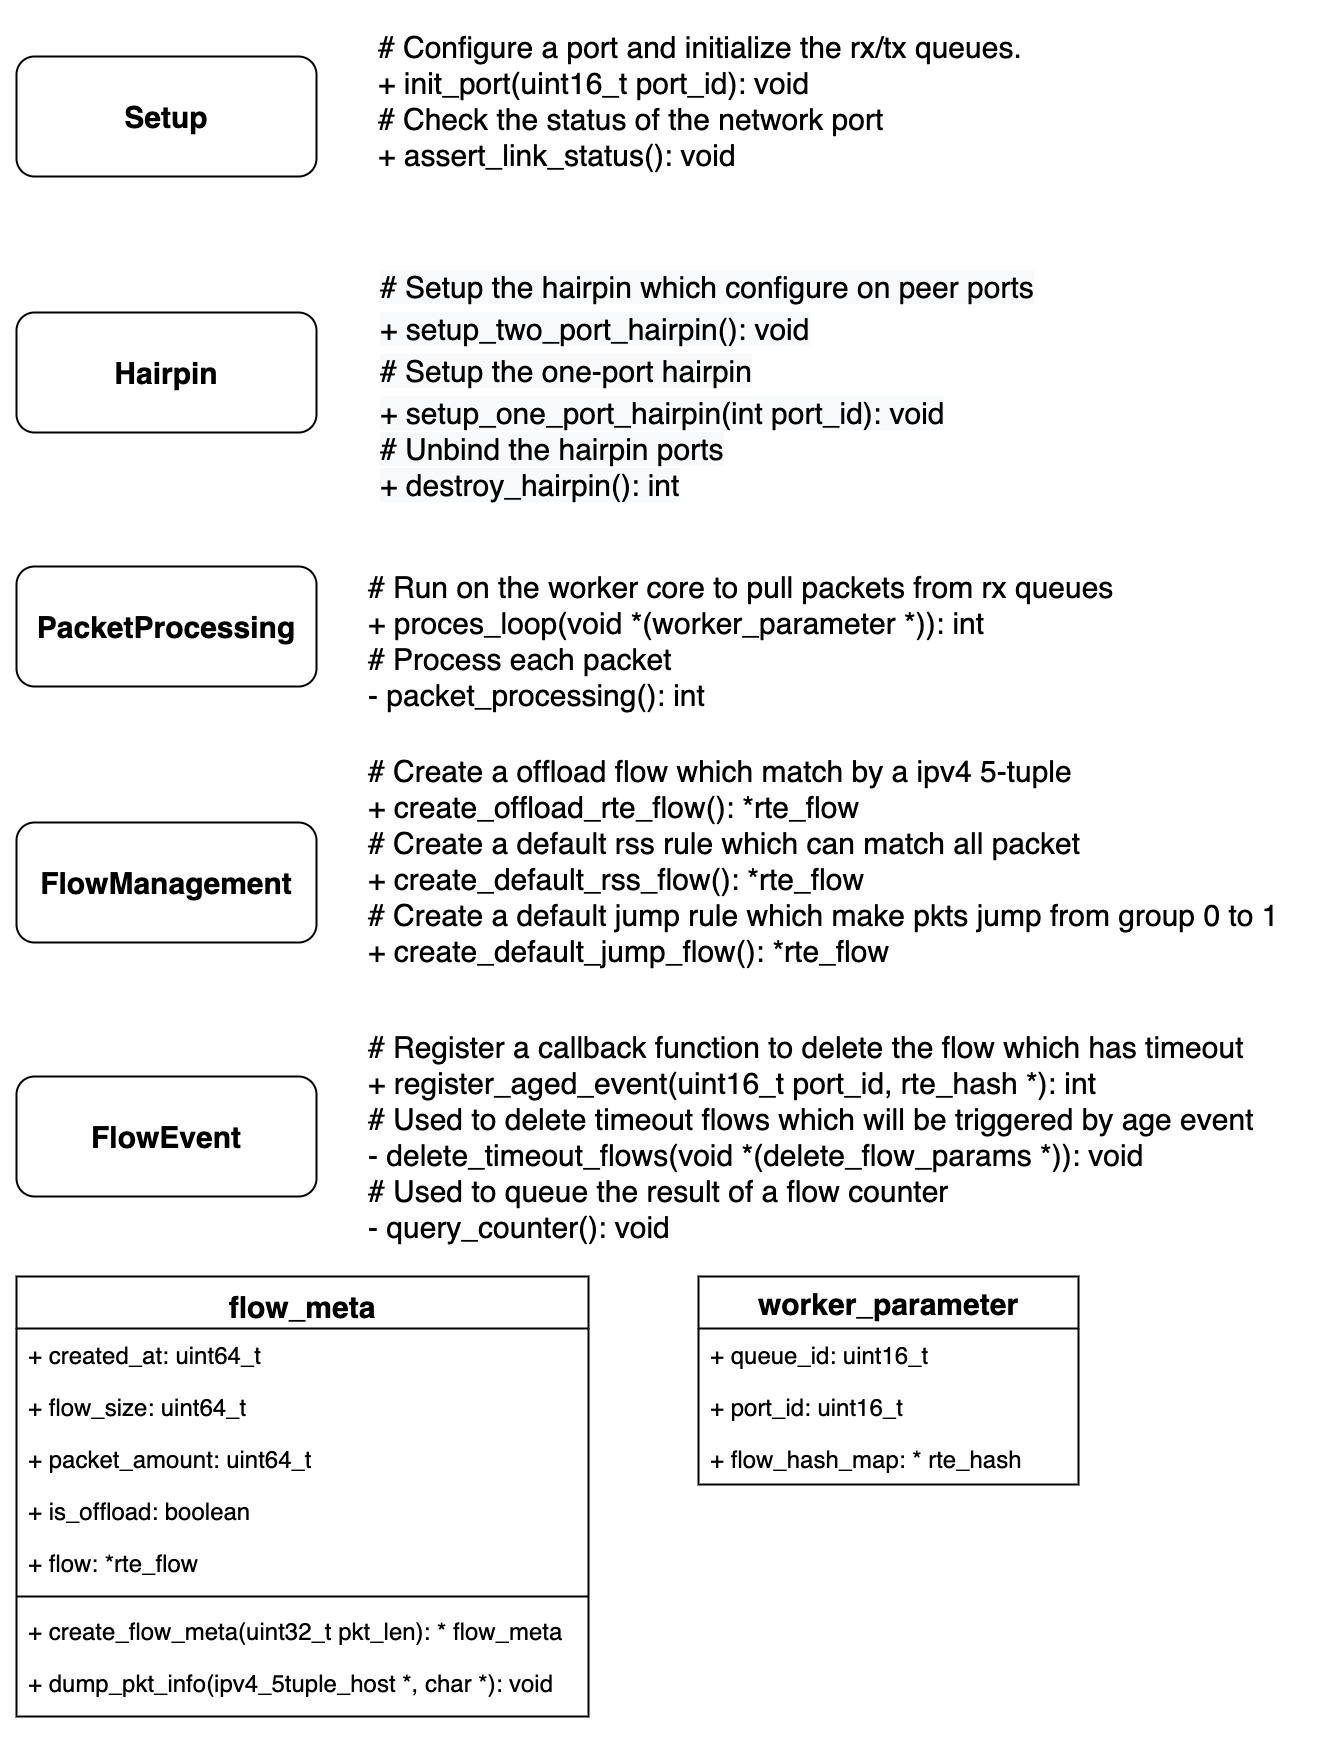 Setup
# Configure a port and initialize the rx/tx queues.
+ init_port(uint16_t port_id): void
# Check the status of the network port
+ assert_link_status(): void
Hairpin
# Setup the hairpin which configure on peer ports
+ setup_two_port_hairpin(): void
# Setup the one-port hairpin
+ setup_one_port_hairpin(int port_id): void
# Unbind the hairpin ports
+ destroy_hairpin(): int
PacketProcessing
# Run on the worker core to pull packets from rx queues
+ proces_loop(void *(worker_parameter *)): int
# Process each packet
- packet_processing(): int
FlowManagement
# Create a offload flow which match by a ipv4 5-tuple
+ create_offload_rte_flow(): *rte_flow
# Create a default rss rule which can match all packet
+ create_default_rss_flow(): *rte_flow
# Create a default jump rule which make pkts jump from group 0 to 1
+ create_default_jump_flow(): *rte_flow
FlowEvent
# Register a callback function to delete the flow which has timeout
+ register_aged_event(uint16_t port_id, rte_hash *): int
# Used to delete timeout flows which will be triggered by age event
- delete_timeout_flows(void *(delete_flow_params *)): void
# Used to queue the result of a flow counter
- query_counter(): void
flow_meta
+ created_at: uint64_t
+ flow_size: uint64_t
+ packet_amount: uint64_t
+ is_offload: boolean
+ flow: *rte_flow
+ create_flow_meta(uint32_t pkt_len): * flow_meta
+ dump_pkt_info(ipv4_5tuple_host *, char *): void
worker_parameter
+ queue_id: uint16_t
+ port_id: uint16_t
+ flow_hash_map: * rte_hash